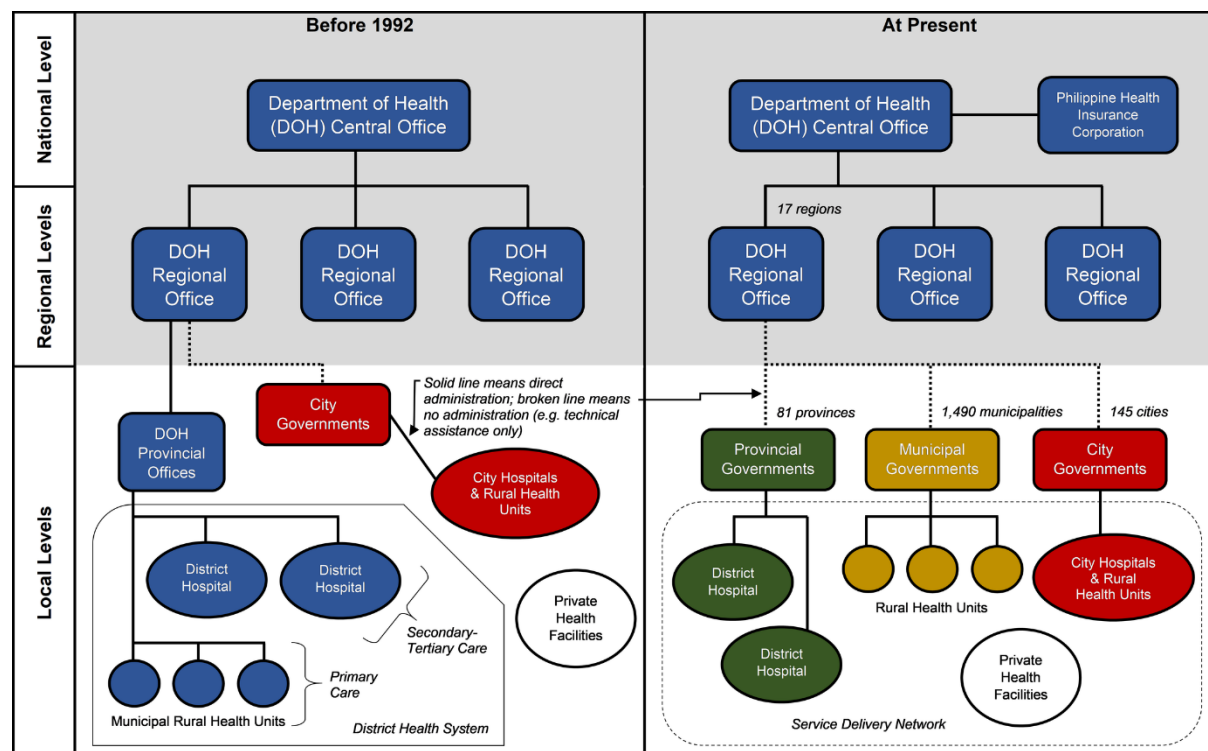 Before 1992
At Present
National Level
Regional Levels
Local Levels
Department of Health
(DOH) Central Office
DOH
Regional
Office
DOH
Regional
Office
DOH
Regional
Office
DOH
Provincial
Offices
City
Governments
Solid line means direct
administration; broken line means
no administration (e.g. technical
assistance only)
City Hospitals
& Rural Health
Units
District
Hospital
District
Hospital
Secondary-
Tertiary Care
Primary
Care
Municipal Rural Health Units
District Health System
Private
Health
Facilities
Department of Health
(DOH) Central Office
Philippine Health
Insurance
Corporation
17 regions
DOH
Regional
Office
DOH
Regional
Office
DOH
Regional
Office
81 provinces
1,490 municipalities
145 cities
Provincial
Governments
Municipal
Governments
City
Governments
District
Hospital
District
Hospital
Rural Health Units
City Hospitals
& Rural
Health Units
Private
Health
Facilities
Service Delivery Network